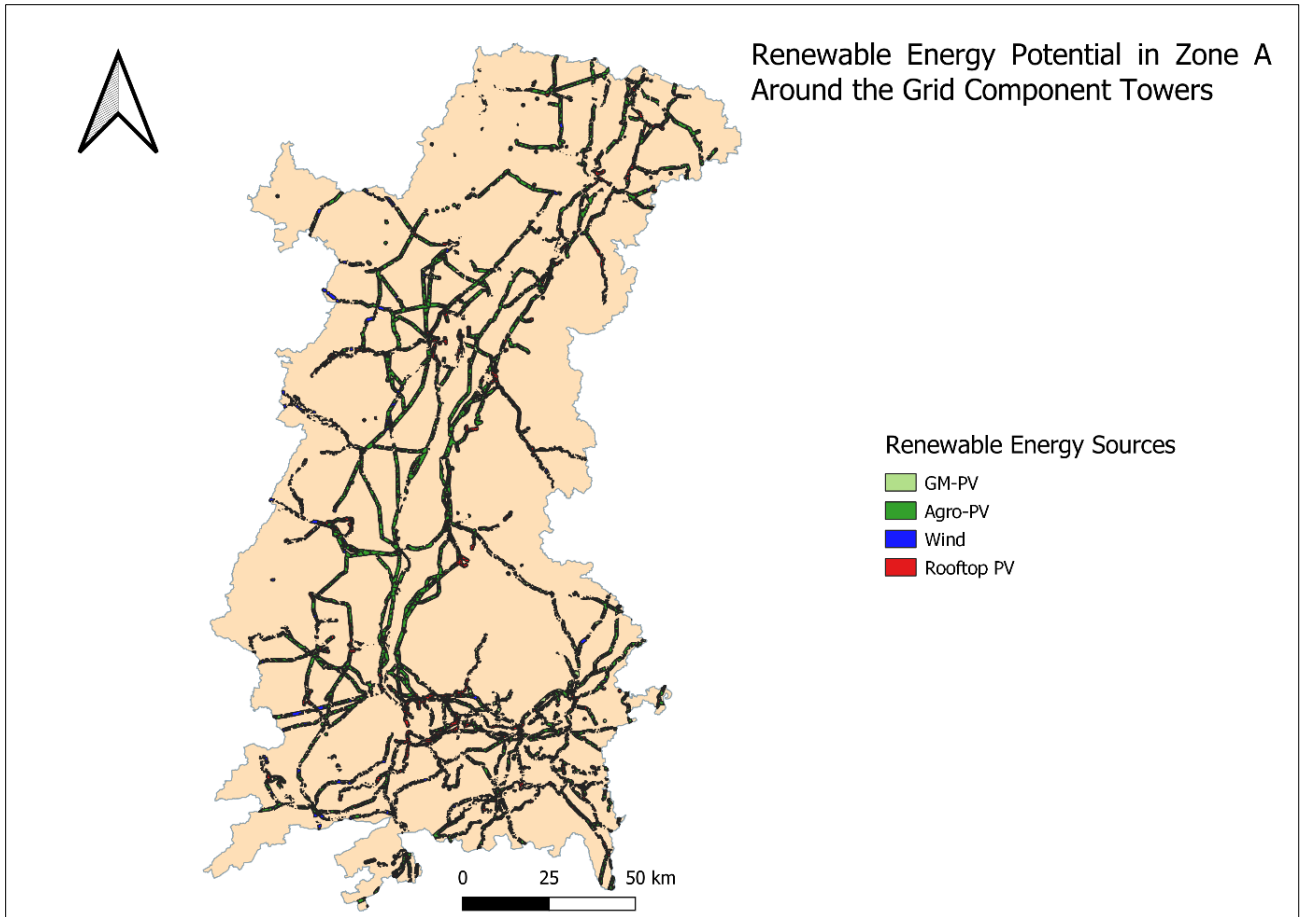 Renewable Energy Potential in Zone A
Around the Grid Component Towers
Renewable Energy Sources
GM-PV
Agro-PV
Wind
Rooftop PV
0 25 50 km